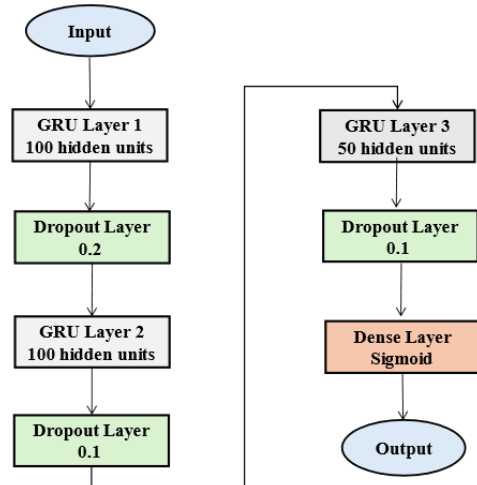 Input
GRU Layer 1
100 hidden units
Dropout Layer
0.2
GRU Layer 2
100 hidden units
Dropout Layer
0.1
GRU Layer 3
50 hidden units
Dropout Layer
0.1
Dense Layer
Sigmoid
Output